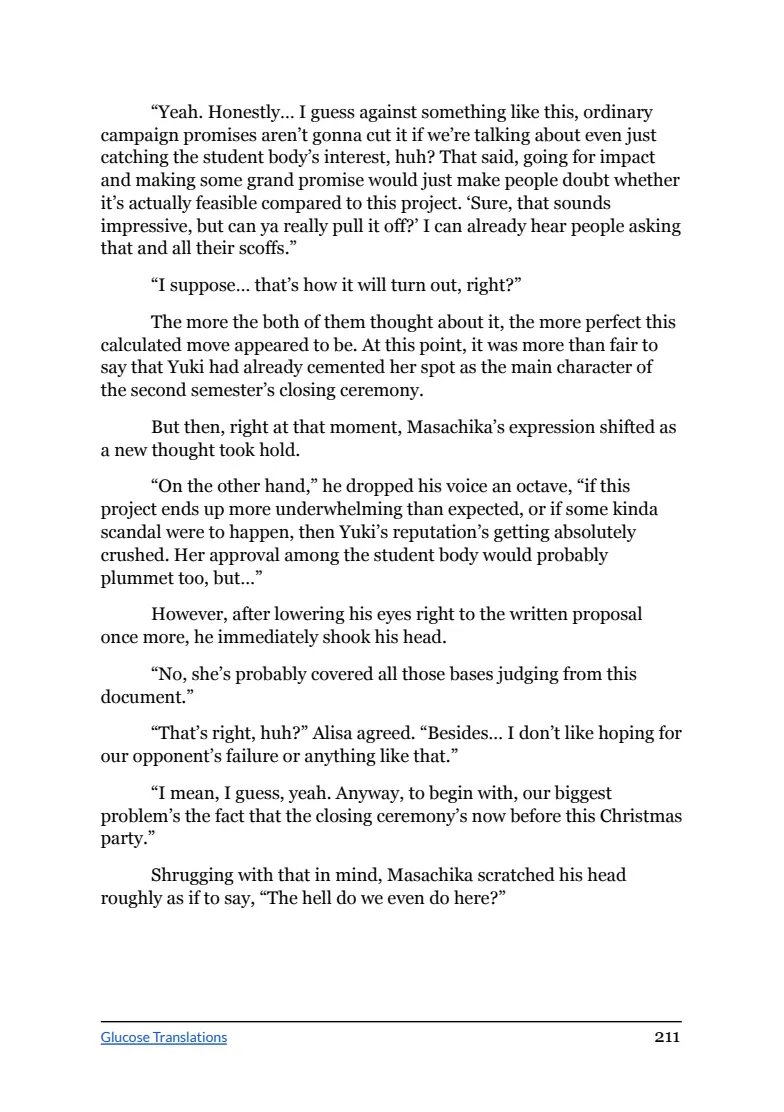 “Yeah. Honestly... I guess against something like this, ordinary
campaign promises aren’t gonna cut it if we’re talking about even just
catching the student body’s interest, huh? That said, going for impact
and making some grand promise would just make people doubt whether
it’s actually feasible compared to this project. ‘Sure, that sounds
impressive, but can ya really pull it off?’ I can already hear people asking
that and all their scoffs.”
“I suppose... that’s how it will turn out, right?”
The more the both of them thought about it, the more perfect this
calculated move appeared to be. At this point, it was more than fair to
say that Yuki had already cemented her spot as the main character of
the second semester’s closing ceremony.
But then, right at that moment, Masachika’s expression shifted as
a new thought took hold.
“On the other hand,” he dropped his voice an octave, “if this
project ends up more underwhelming than expected, or if some kinda
scandal were to happen, then Yuki’s reputation’s getting absolutely
crushed. Her approval among the student body would probably
plummet too, but...”
However, after lowering his eyes right to the written proposal
once more, he immediately shook his head.
“No, she’s probably covered all those bases judging from this
document.”
“That’s right, huh?” Alisa agreed. “Besides... I don’t like hoping for
our opponent’s failure or anything like that.”
“I mean, I guess, yeah. Anyway, to begin with, our biggest
problem’s the fact that the closing ceremony’s now before this Christmas
party.”
Shrugging with that in mind, Masachika scratched his head
roughly as if to say, “The hell do we even do here?”
Glucose Translations
211